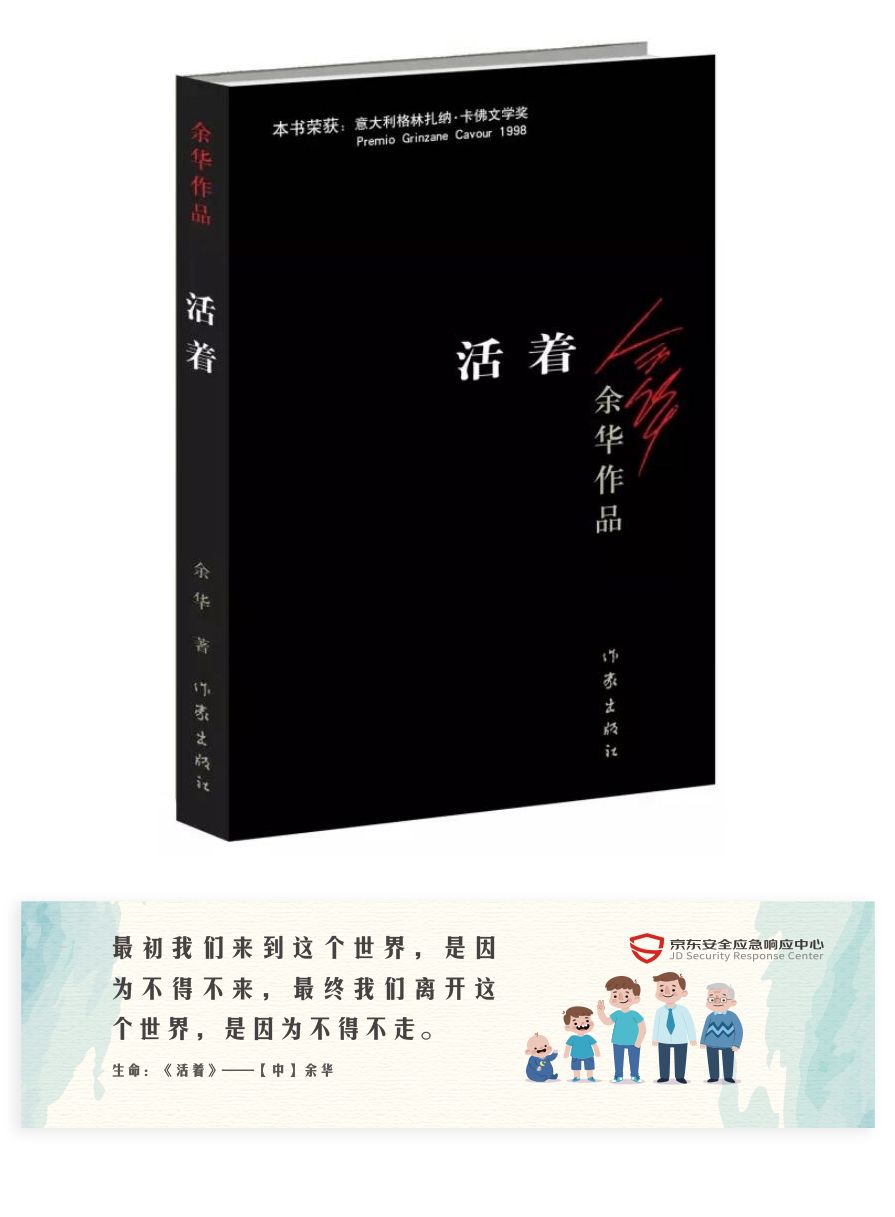 余华作品
活着
余华 著
作家出版社
本书荣获：意大利格林扎纳·卡佛文学奖
Premio Grinzane Cavour 1998
活着
余华
余华作品
作家出版社
最初我们来到这个世界，是因
为不得不来，最终我们离开这
个世界，是因为不得不走。
生命：《活着》——【中】余华
京东安全应急响应中心
JD Security Response Center